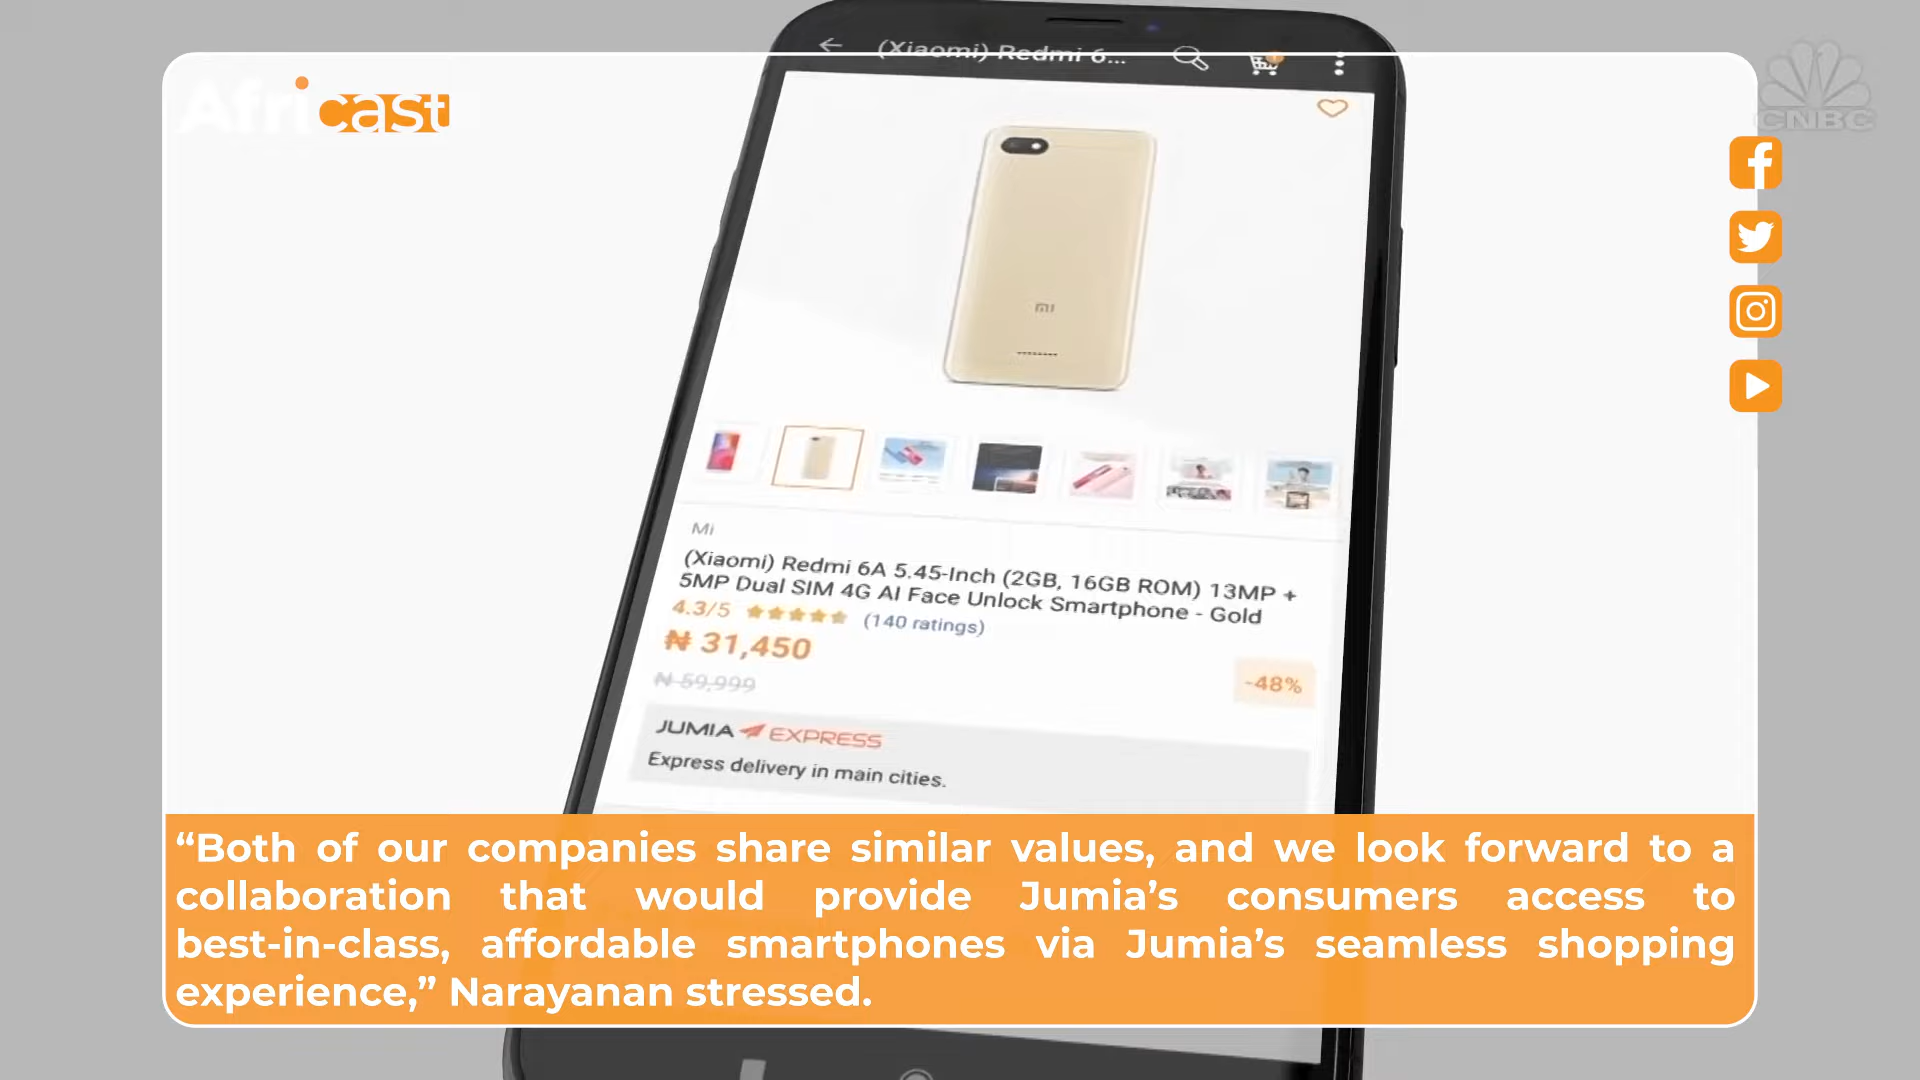 (Xiaomi) Redmi 6...
Africast
CNBC
Mi
(Xiaomi) Redmi 6A 5.45-Inch (2GB, 16GB ROM) 13MP +
5MP Dual SIM 4G AI Face Unlock Smartphone - Gold
4.3/5 (140 ratings)
₦ 31,450
₦ 59,999
-48%
JUMIA EXPRESS
Express delivery in main cities.
“Both of our companies share similar values, and we look forward to a
collaboration that would provide Jumia’s consumers access to
best-in-class, affordable smartphones via Jumia’s seamless shopping
experience,” Narayanan stressed.